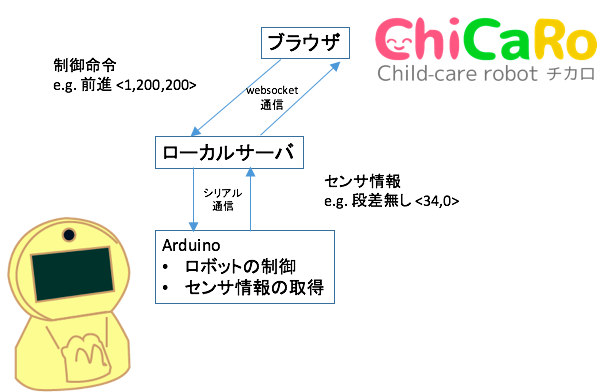 ブラウザ
ChiCaRo
Child-care robot チカロ
制御命令
e.g. 前進 <1,200,200>
websocket
通信
ローカルサーバ
シリアル
通信
センサ情報
e.g. 段差無し <34,0>
Arduino
• ロボットの制御
• センサ情報の取得